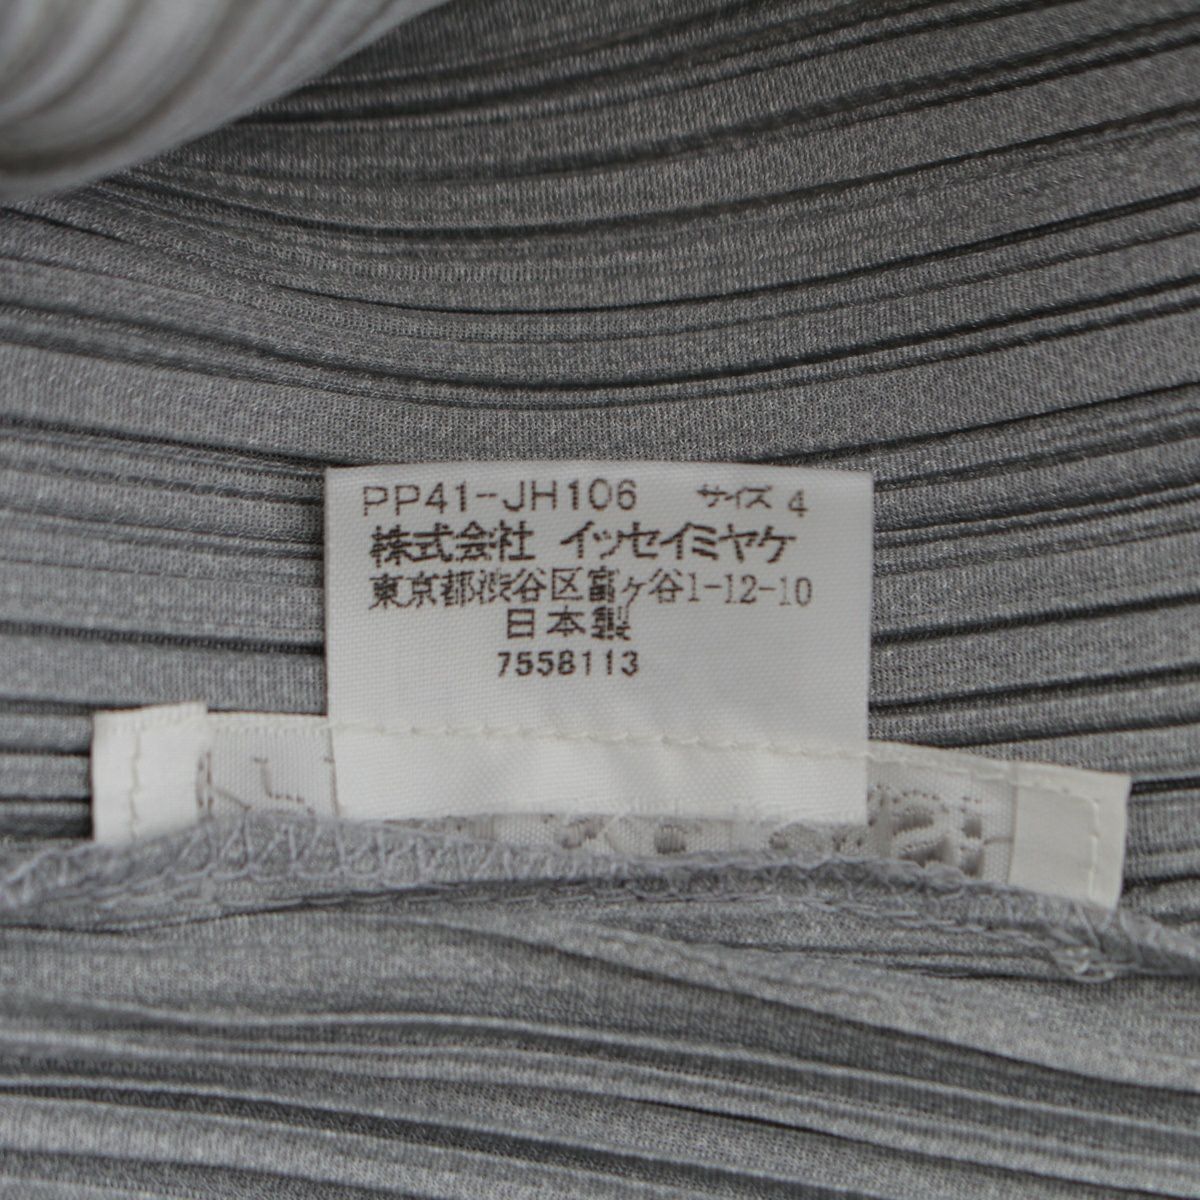 PP41-JH106 サイズ 4
株式会社 イッセイミヤケ
東京都渋谷区富ヶ谷1-12-10
日本製
7558113